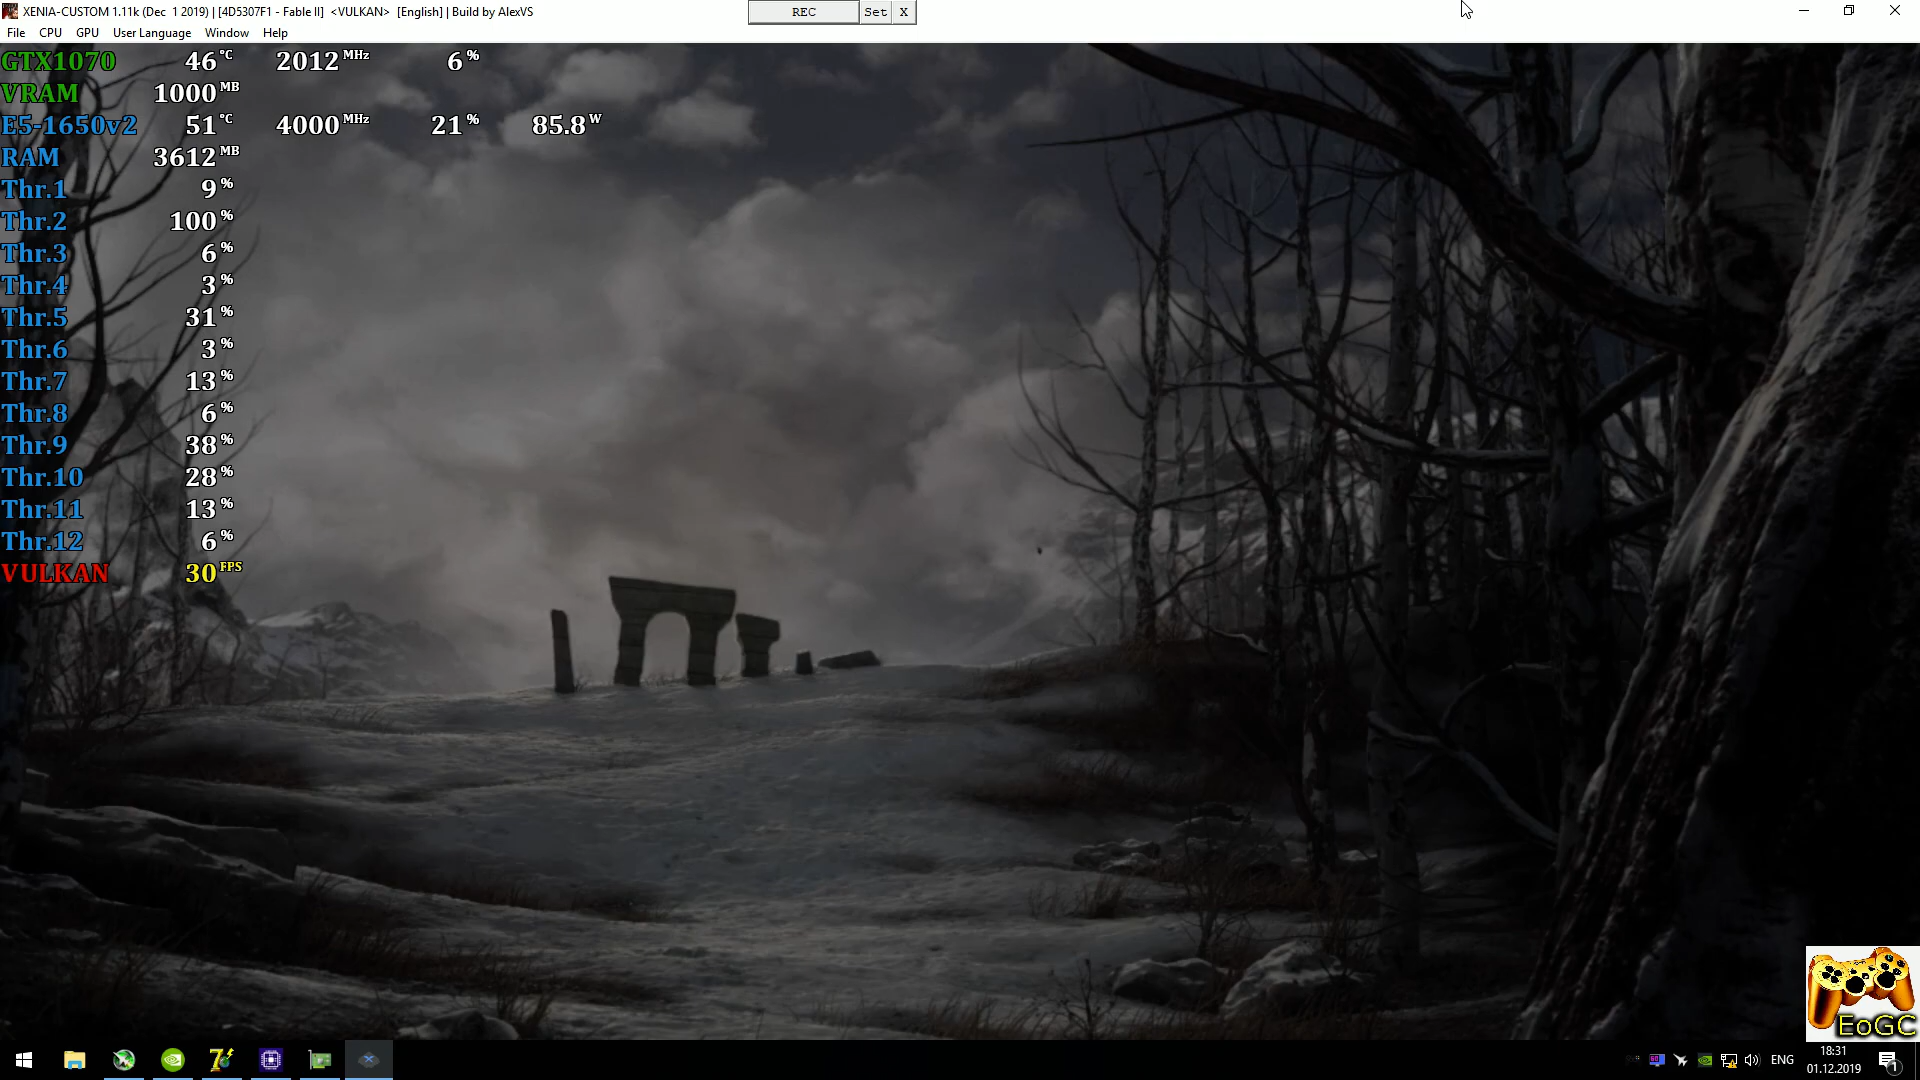 XENIA-CUSTOM 1.11k (Dec 1 2019) | [4D5307F1 - Fable II] <VULKAN> [English] | Build by AlexVS
REC Set X
File CPU GPU User Language Window Help
GTX1070 46 °C 2012 MHz 6 %
VRAM 1000 MB
E5-1650v2 51 °C 4000 MHz 21 % 85.8 W
RAM 3612 MB
Thr.1 9 %
Thr.2 100 %
Thr.3 6 %
Thr.4 3 %
Thr.5 31 %
Thr.6 3 %
Thr.7 13 %
Thr.8 6 %
Thr.9 38 %
Thr.10 28 %
Thr.11 13 %
Thr.12 6 %
VULKAN 30 FPS
EoGC
ENG
18:31
01.12.2019
1